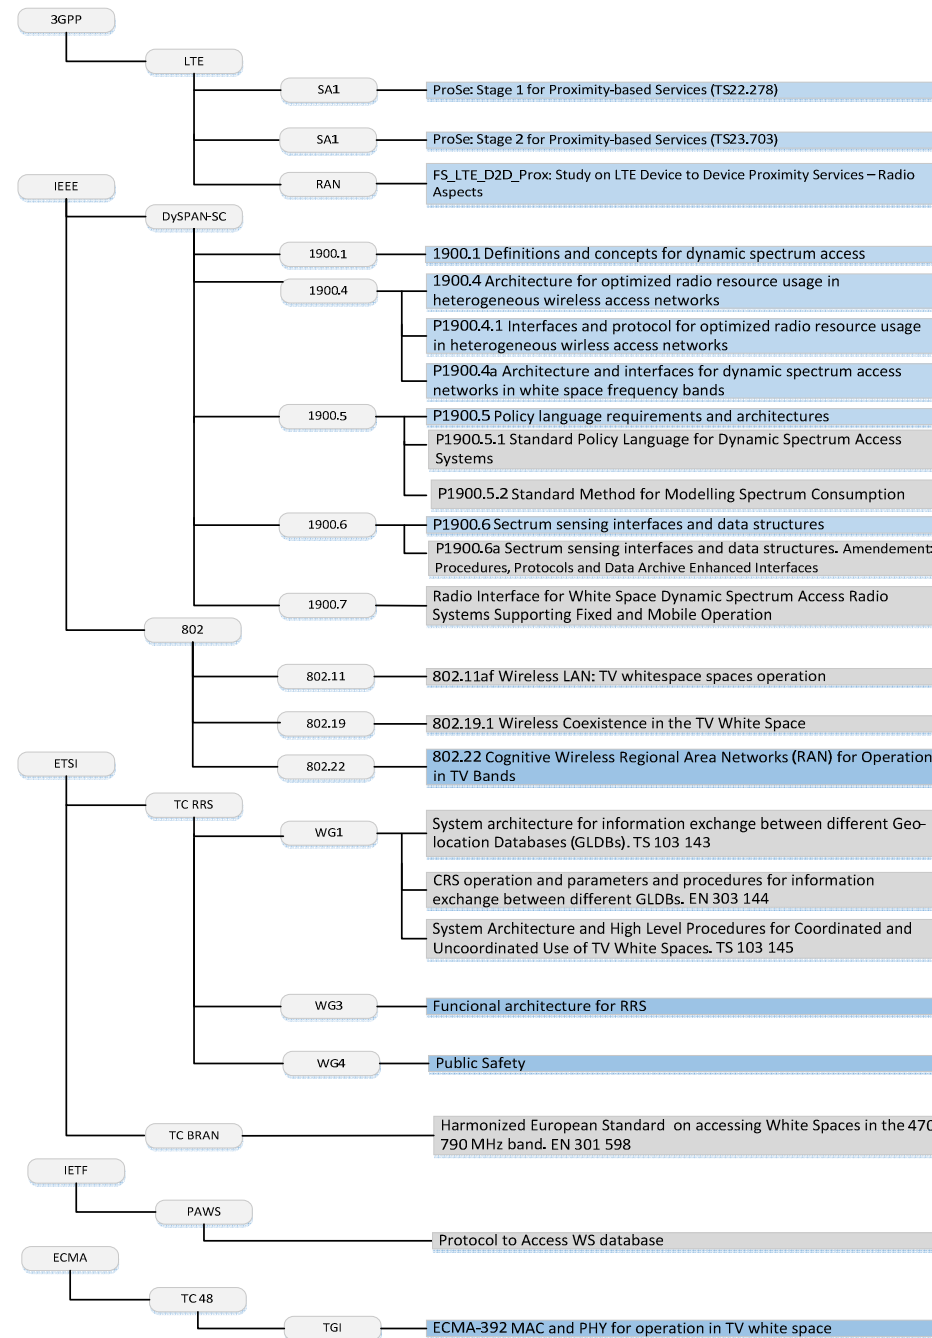 3GPP
LTE
SA1
ProSe: Stage 1 for Proximity-based Services (TS22.278)
SA1
ProSe: Stage 2 for Proximity-based Services (TS23.703)
RAN
FS_LTE_D2D_Prox: Study on LTE Device to Device Proximity Services – Radio
Aspects
IEEE
DySPAN-SC
1900.1
1900.1 Definitions and concepts for dynamic spectrum access
1900.4
1900.4 Architecture for optimized radio resource usage in
heterogeneous wireless access networks
P1900.4.1 Interfaces and protocol for optimized radio resource usage
in heterogeneous wirless access networks
P1900.4a Architecture and interfaces for dynamic spectrum access
networks in white space frequency bands
1900.5
P1900.5 Policy language requirements and architectures
P1900.5.1 Standard Policy Language for Dynamic Spectrum Access
Systems
P1900.5.2 Standard Method for Modelling Spectrum Consumption
1900.6
P1900.6 Sectrum sensing interfaces and data structures
P1900.6a Sectrum sensing interfaces and data structures. Amendement:
Procedures, Protocols and Data Archive Enhanced Interfaces
1900.7
Radio Interface for White Space Dynamic Spectrum Access Radio
Systems Supporting Fixed and Mobile Operation
802
802.11
802.11af Wireless LAN: TV whitespace spaces operation
802.19
802.19.1 Wireless Coexistence in the TV White Space
802.22
802.22 Cognitive Wireless Regional Area Networks (RAN) for Operation
in TV Bands
ETSI
TC RRS
WG1
System architecture for information exchange between different Geo-
location Databases (GLDBs). TS 103 143
CRS operation and parameters and procedures for information
exchange between different GLDBs. EN 303 144
System Architecture and High Level Procedures for Coordinated and
Uncoordinated Use of TV White Spaces. TS 103 145
WG3
Funcional architecture for RRS
WG4
Public Safety
TC BRAN
Harmonized European Standard on accessing White Spaces in the 470
790 MHz band. EN 301 598
IETF
PAWS
Protocol to Access WS database
ECMA
TC 48
TGI
ECMA-392 MAC and PHY for operation in TV white space